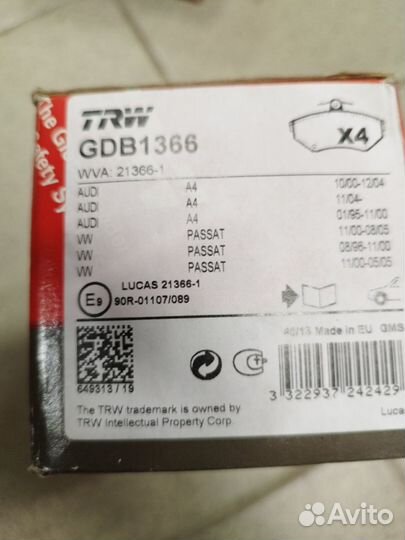 TRW
GDB1366
X4
WVA: 21366-1
AUDI A4 10/00-12/04
AUDI A4 11/04-
AUDI A4 01/95-11/00
VW PASSAT 11/00-08/05
VW PASSAT 08/96-11/00
VW PASSAT 11/00-05/05
LUCAS 21366-1
E9 90R-01107/089
Made in EU GMS
649313 / 19
3 322937 242429
The TRW trademark is owned by
TRW Intellectual Property Corp.
Avito